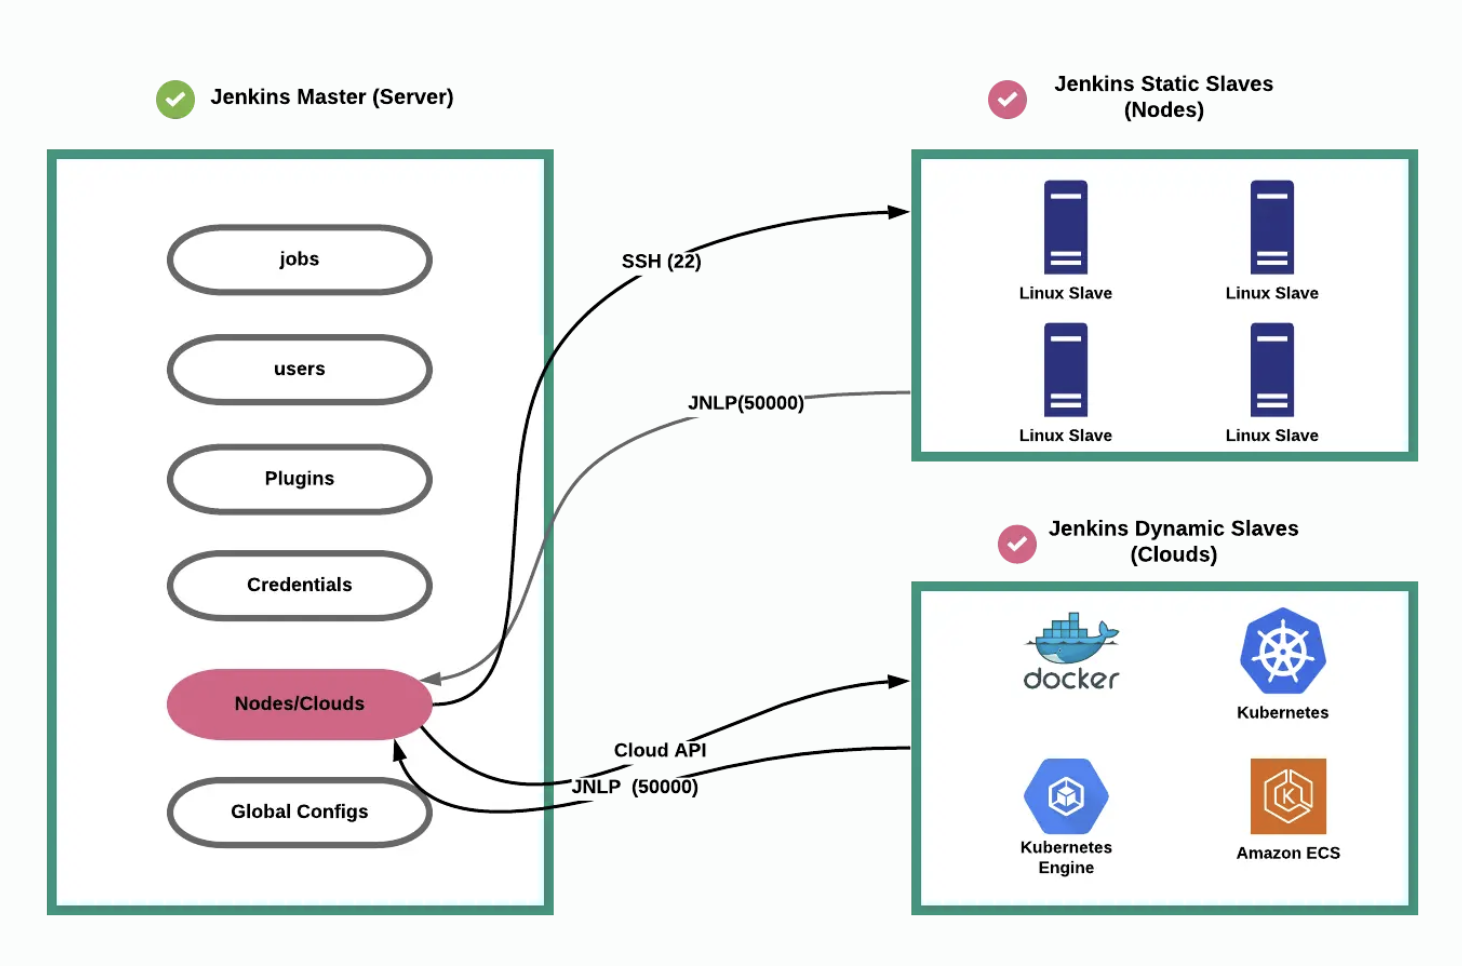 Jenkins Master (Server)
jobs
users
Plugins
Credentials
Nodes/Clouds
Global Configs
SSH (22)
JNLP(50000)
Cloud API
JNLP (50000)
Jenkins Static Slaves
(Nodes)
Linux Slave
Linux Slave
Linux Slave
Linux Slave
Jenkins Dynamic Slaves
(Clouds)
docker
Kubernetes
Kubernetes
Engine
K
Amazon ECS